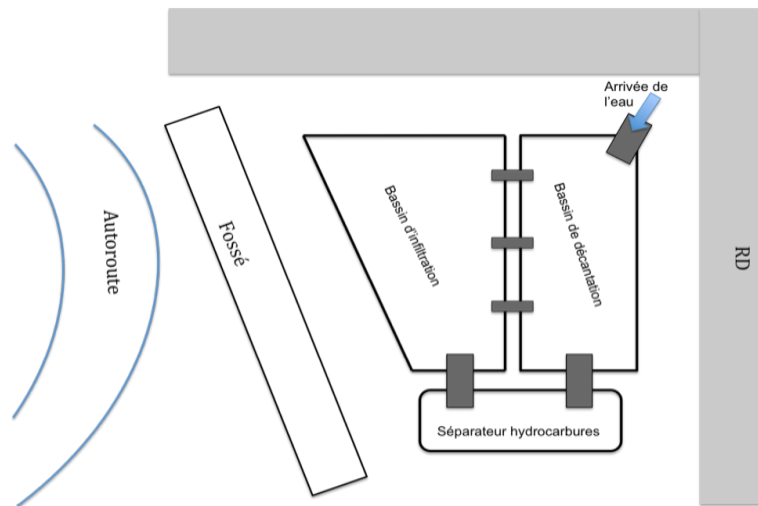 Arrivée de
l'eau
Autoroute
Fossé
Bassin d'infiltration
Bassin de décantation
RD
Séparateur hydrocarbures